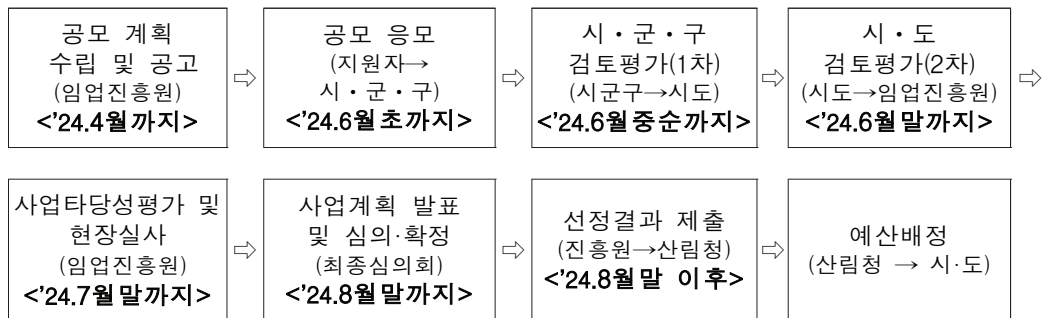 공모 계획
수립 및 공고
(임업진흥원)
<'24.4월까지>
⇨
공모 응모
(지원자→
시・군・구)
<'24.6월초까지>
⇨
시・군・구
검토평가(1차)
(시군구→시도)
<'24.6월중순까지>
⇨
시・도
검토평가(2차)
(시도→임업진흥원)
<'24.6월말까지>
⇨
사업타당성평가 및
현장실사
(임업진흥원)
<'24.7월말까지>
⇨
사업계획 발표
및 심의·확정
(최종심의회)
<'24.8월말까지>
⇨
선정결과 제출
(진흥원→산림청)
<'24.8월말 이후>
⇨
예산배정
(산림청 → 시·도)